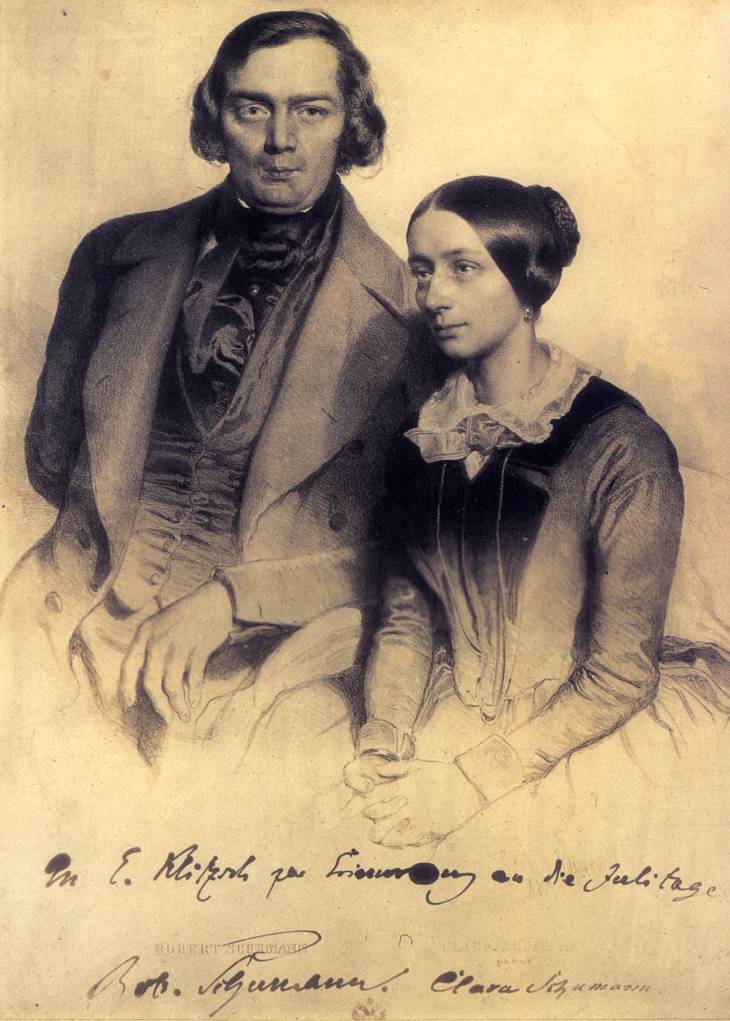 An E. Klitzsch zur Erinnerung an die Julitage
ROBERT SCHUMANN CLARA SCHUMANN
Rob. Schumann. Clara Schumann.